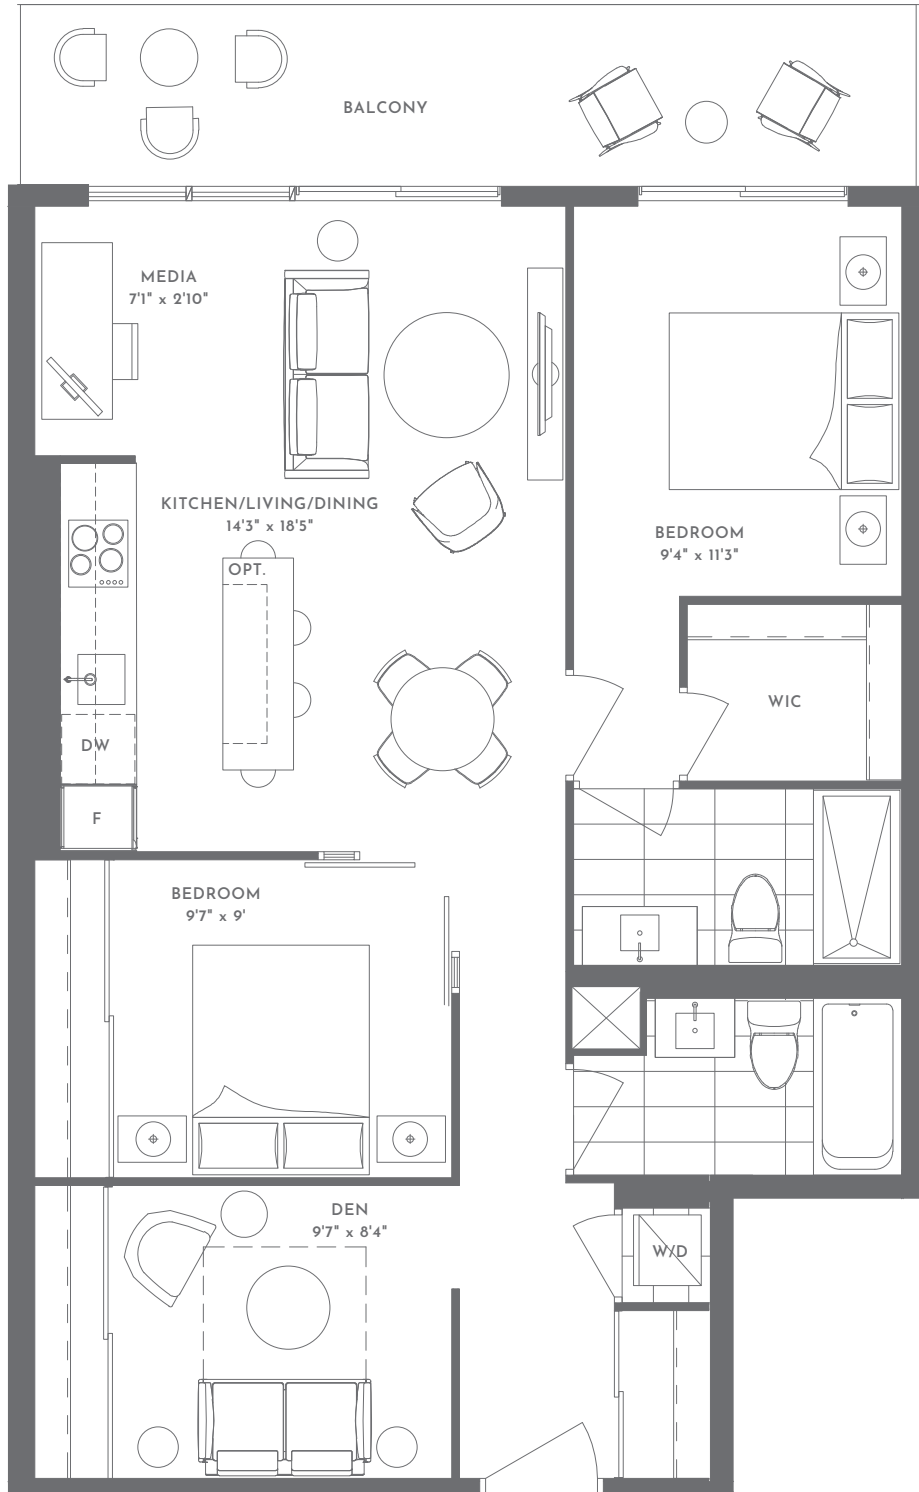 BALCONY
MEDIA
7'1" x 2'10"
KITCHEN/LIVING/DINING
14'3" x 18'5"
BEDROOM
9'4" x 11'3"
OPT.
WIC
DW
F
BEDROOM
9'7" x 9'
DEN
9'7" x 8'4"
W/D